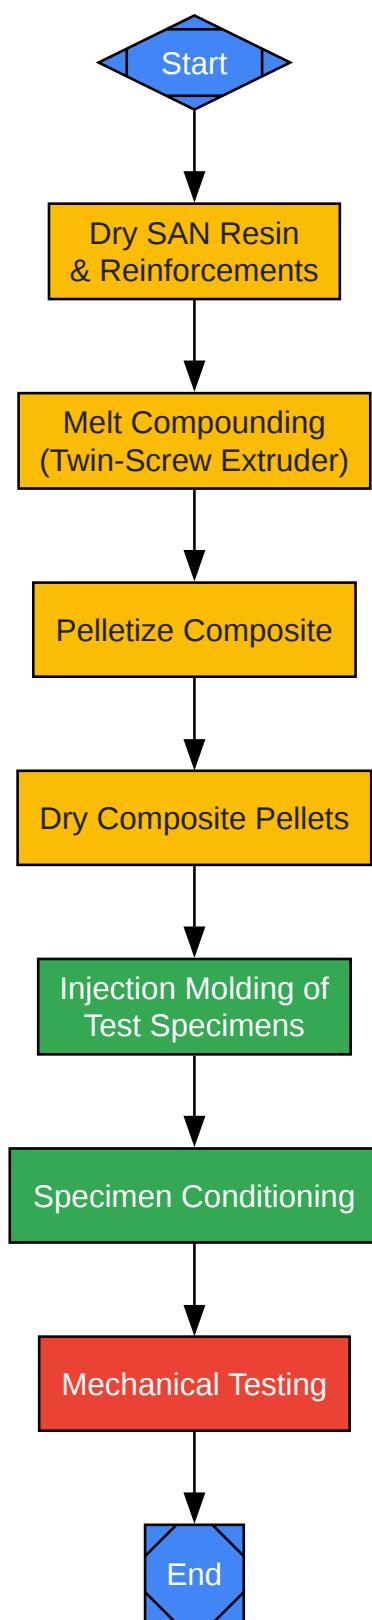 Start
Dry SAN Resin
& Reinforcements
Melt Compounding
(Twin-Screw Extruder)
Pelletize Composite
Dry Composite Pellets
Injection Molding of
Test Specimens
Specimen Conditioning
Mechanical Testing
End